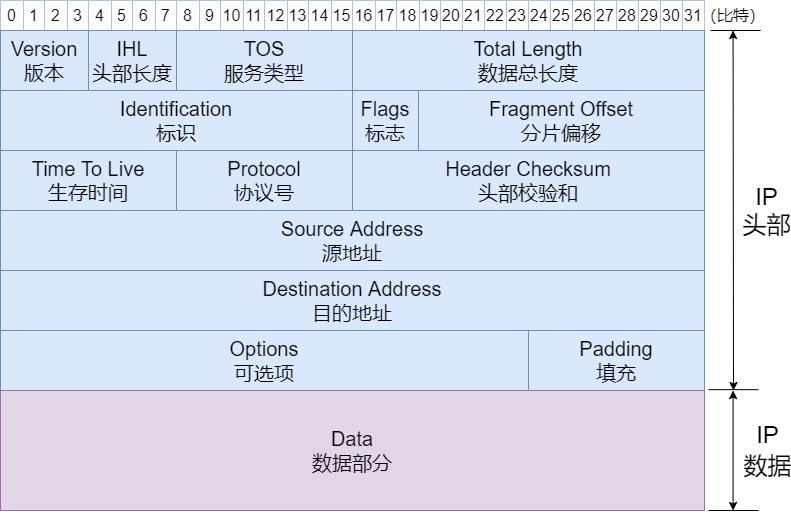 0 1 2 3 4 5 6 7 8 9 10 11 12 13 14 15 16 17 18 19 20 21 22 23 24 25 26 27 28 29 30 31 (比特)
Version
版本
IHL
头部长度
TOS
服务类型
Total Length
数据总长度
Identification
标识
Flags
标志
Fragment Offset
分片偏移
Time To Live
生存时间
Protocol
协议号
Header Checksum
头部校验和
Source Address
源地址
Destination Address
目的地址
Options
可选项
Padding
填充
IP
头部
Data
数据部分
IP
数据